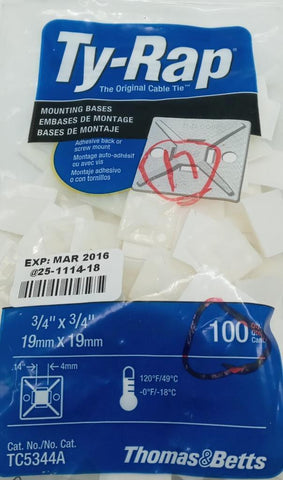 Ty-Rap
The Original Cable Tie™
MOUNTING BASES
EMBASES DE MONTAGE
BASES DE MONTAJE
Adhesive back or
screw mount
Montage auto-adhésif
ou avec vis
Montaje adhesivo
o con tornillos
17
EXP: MAR 2016
@25-1114-18
3/4" x 3/4"
19mm x 19mm
100
.14"
4mm
120°F/49°C
-0°F/-18°C
Cat. No./No. Cat.
TC5344A
Thomas&Betts